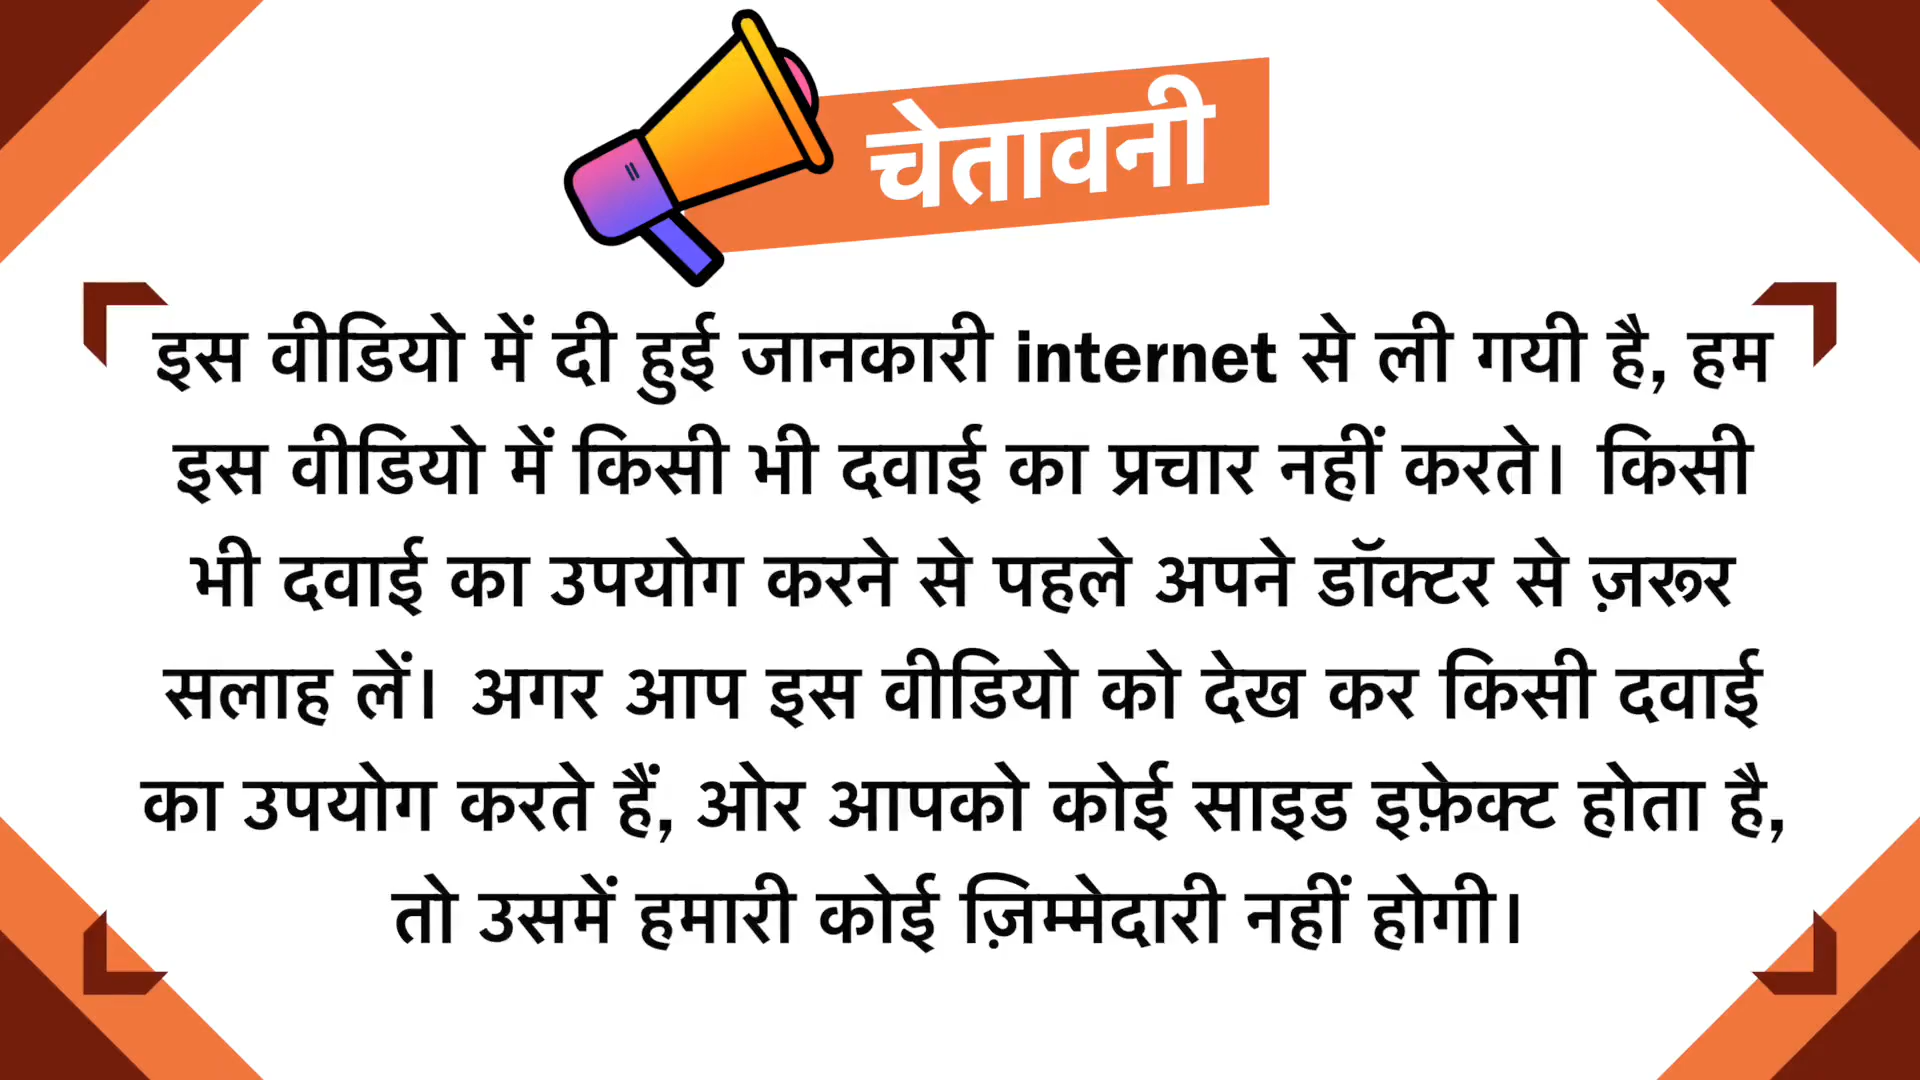 चेतावनी
इस वीडियो में दी हुई जानकारी internet से ली गयी है, हम
इस वीडियो में किसी भी दवाई का प्रचार नहीं करते। किसी
भी दवाई का उपयोग करने से पहले अपने डॉक्टर से ज़रूर
सलाह लें। अगर आप इस वीडियो को देख कर किसी दवाई
का उपयोग करते हैं, ओर आपको कोई साइड इफ़ेक्ट होता है,
तो उसमें हमारी कोई ज़िम्मेदारी नहीं होगी।